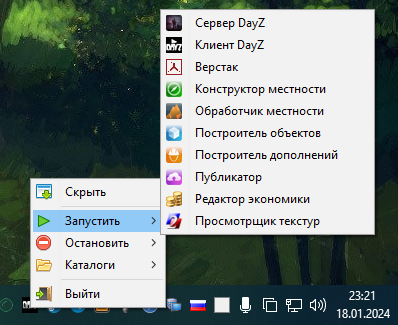 Сервер DayZ
Клиент DayZ
Верстак
Конструктор местности
Обработчик местности
Построитель объектов
Построитель дополнений
Публикатор
Редактор экономики
Просмотрщик текстур
Скрыть
Запустить
Остановить
Каталоги
Выйти
23:21
18.01.2024